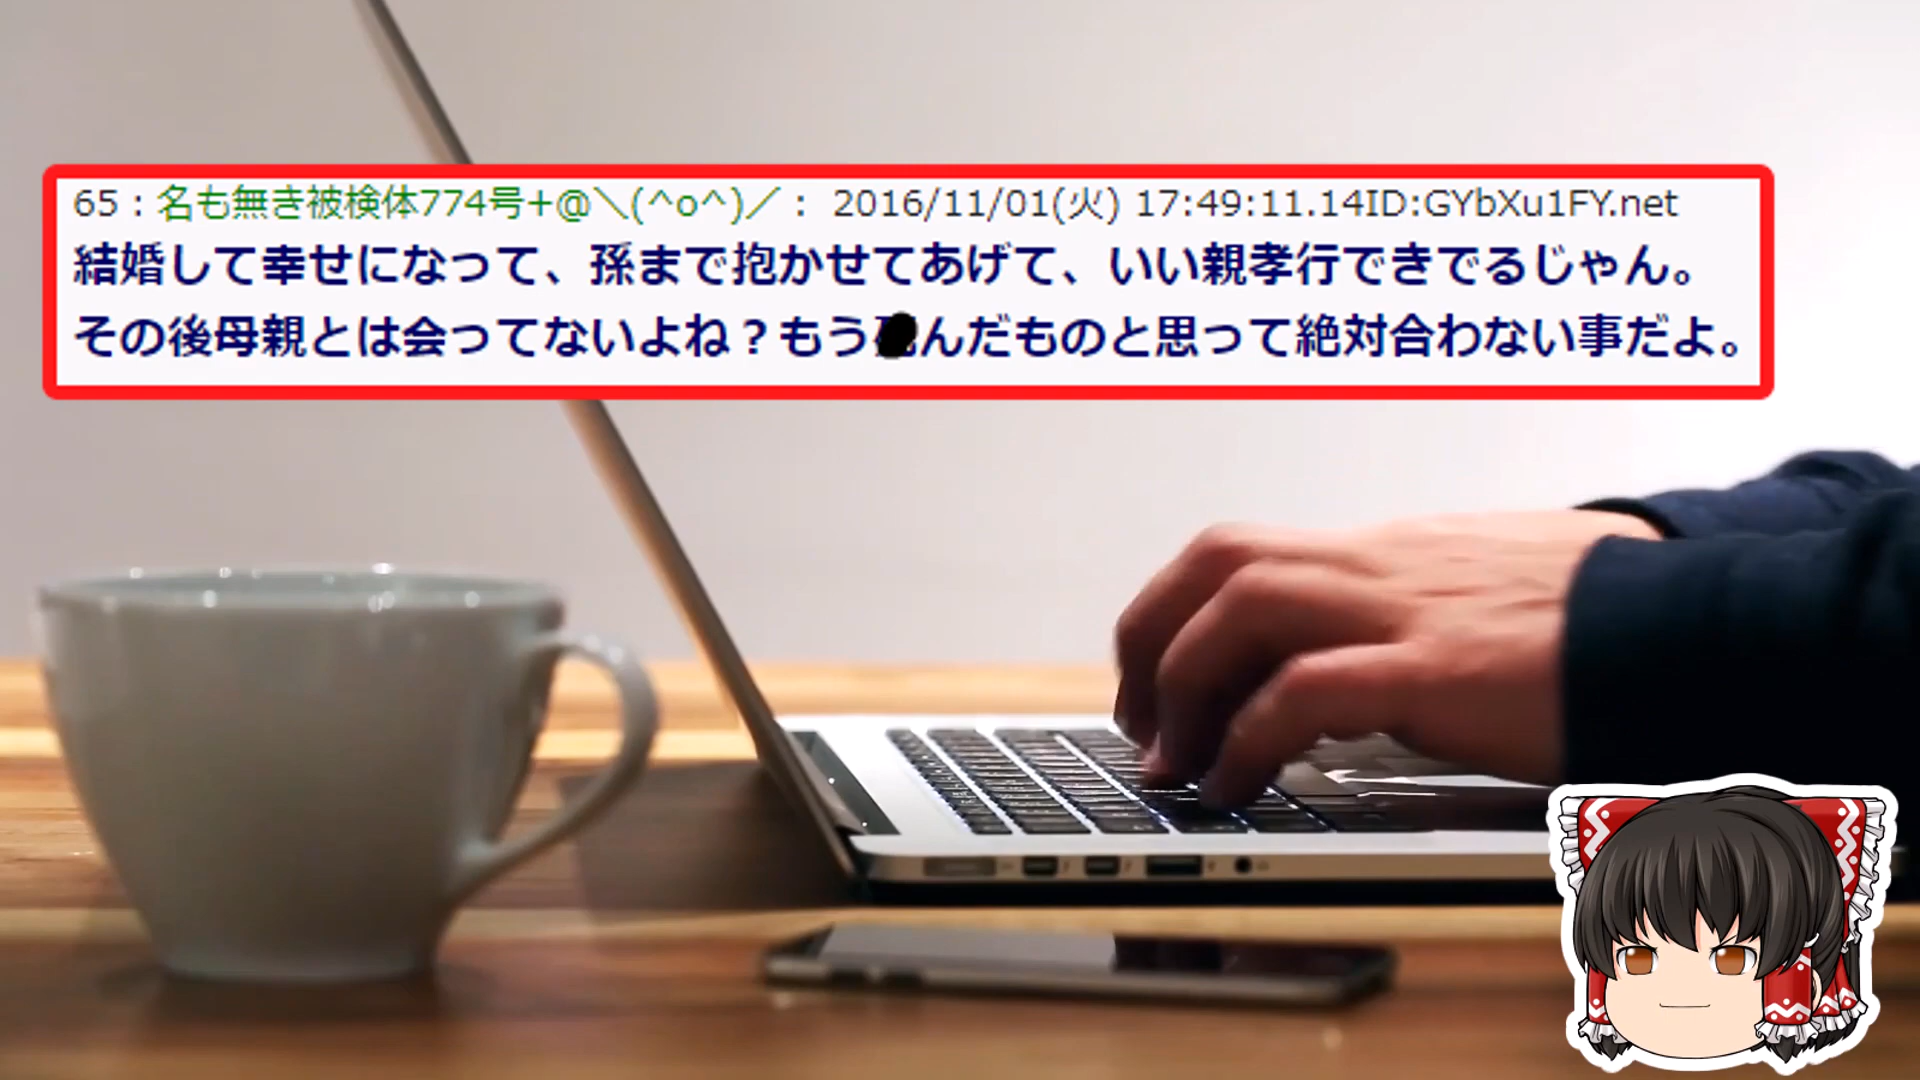 65：名も無き被検体774号+@＼(^o^)／： 2016/11/01(火) 17:49:11.14ID:GYbXu1FY.net
結婚して幸せになって、孫まで抱かせてあげて、いい親孝行できでるじゃん。
その後母親とは会ってないよね？もう んだものと思って絶対合わない事だよ。